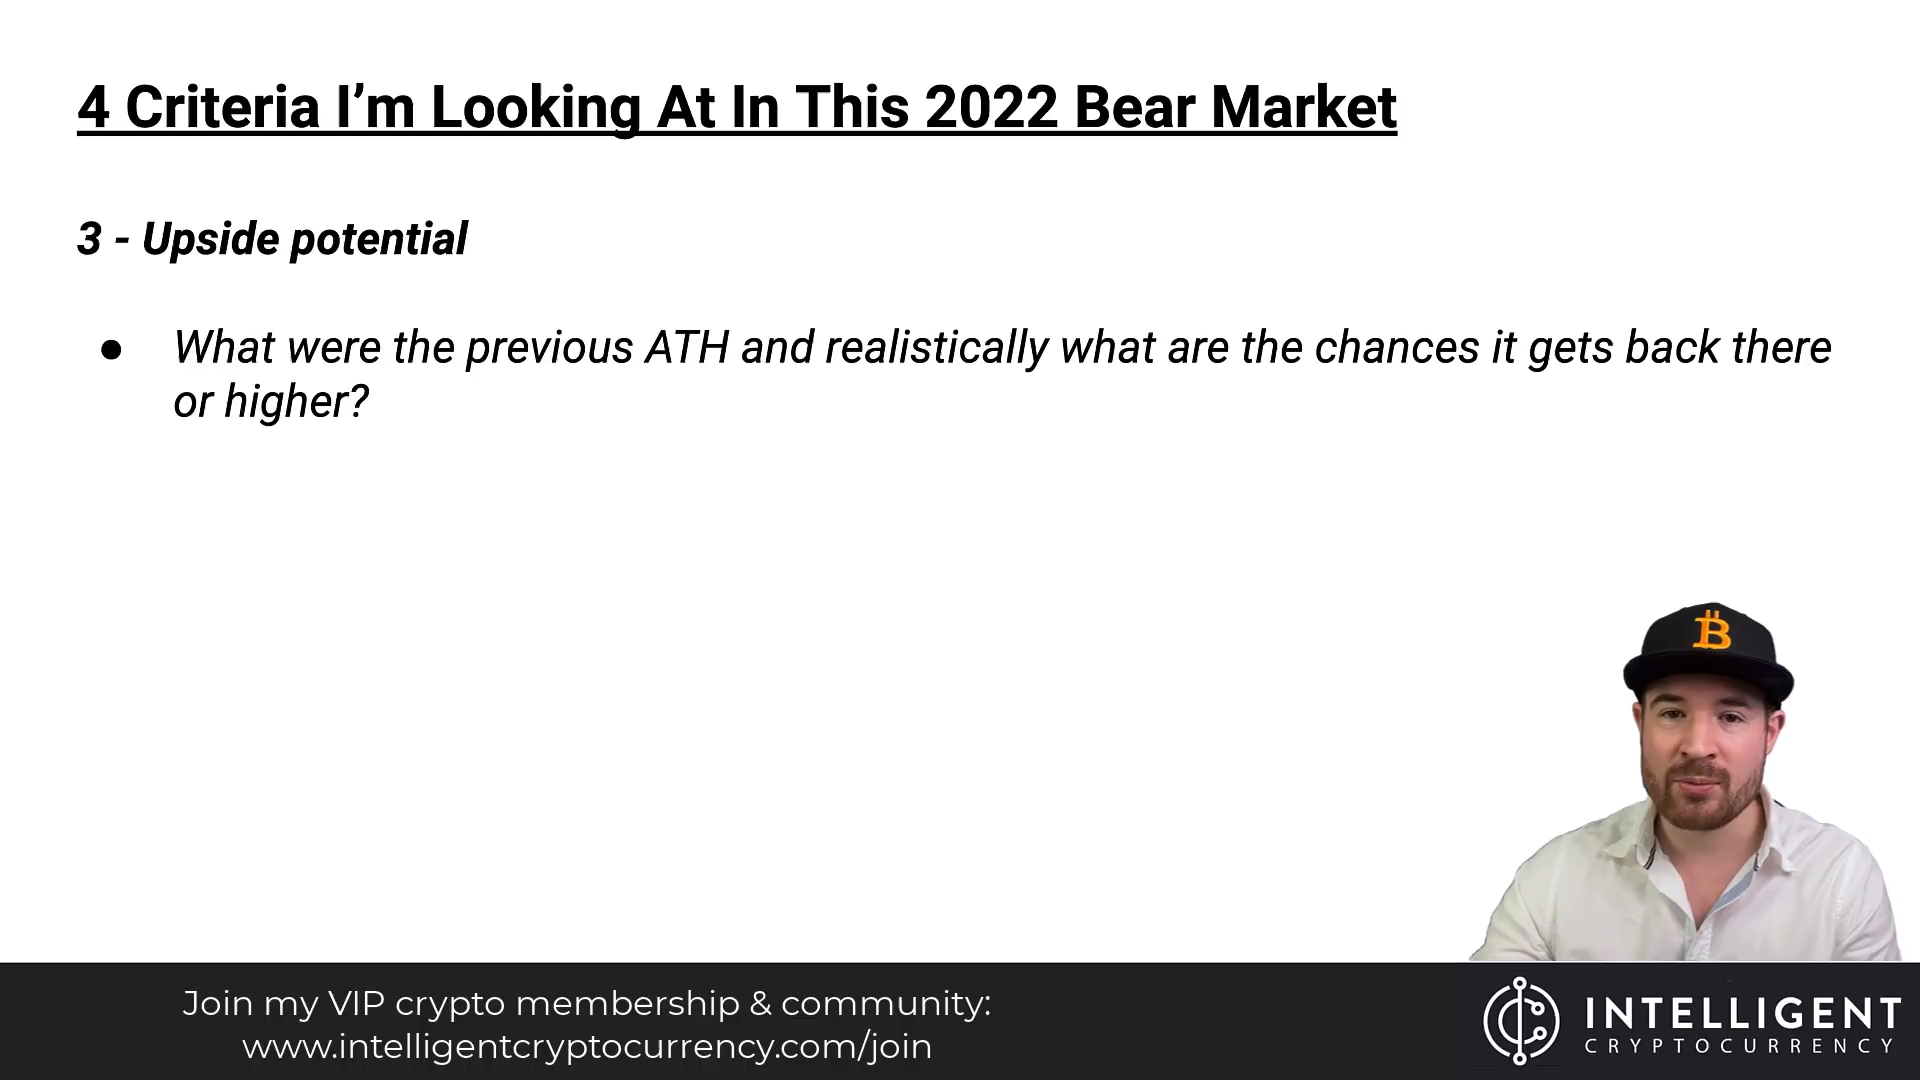 4 Criteria I’m Looking At In This 2022 Bear Market
3 - Upside potential
● What were the previous ATH and realistically what are the chances it gets back there
or higher?
Join my VIP crypto membership & community:
www.intelligentcryptocurrency.com/join
INTELLIGENT
CRYPTOCURRENCY